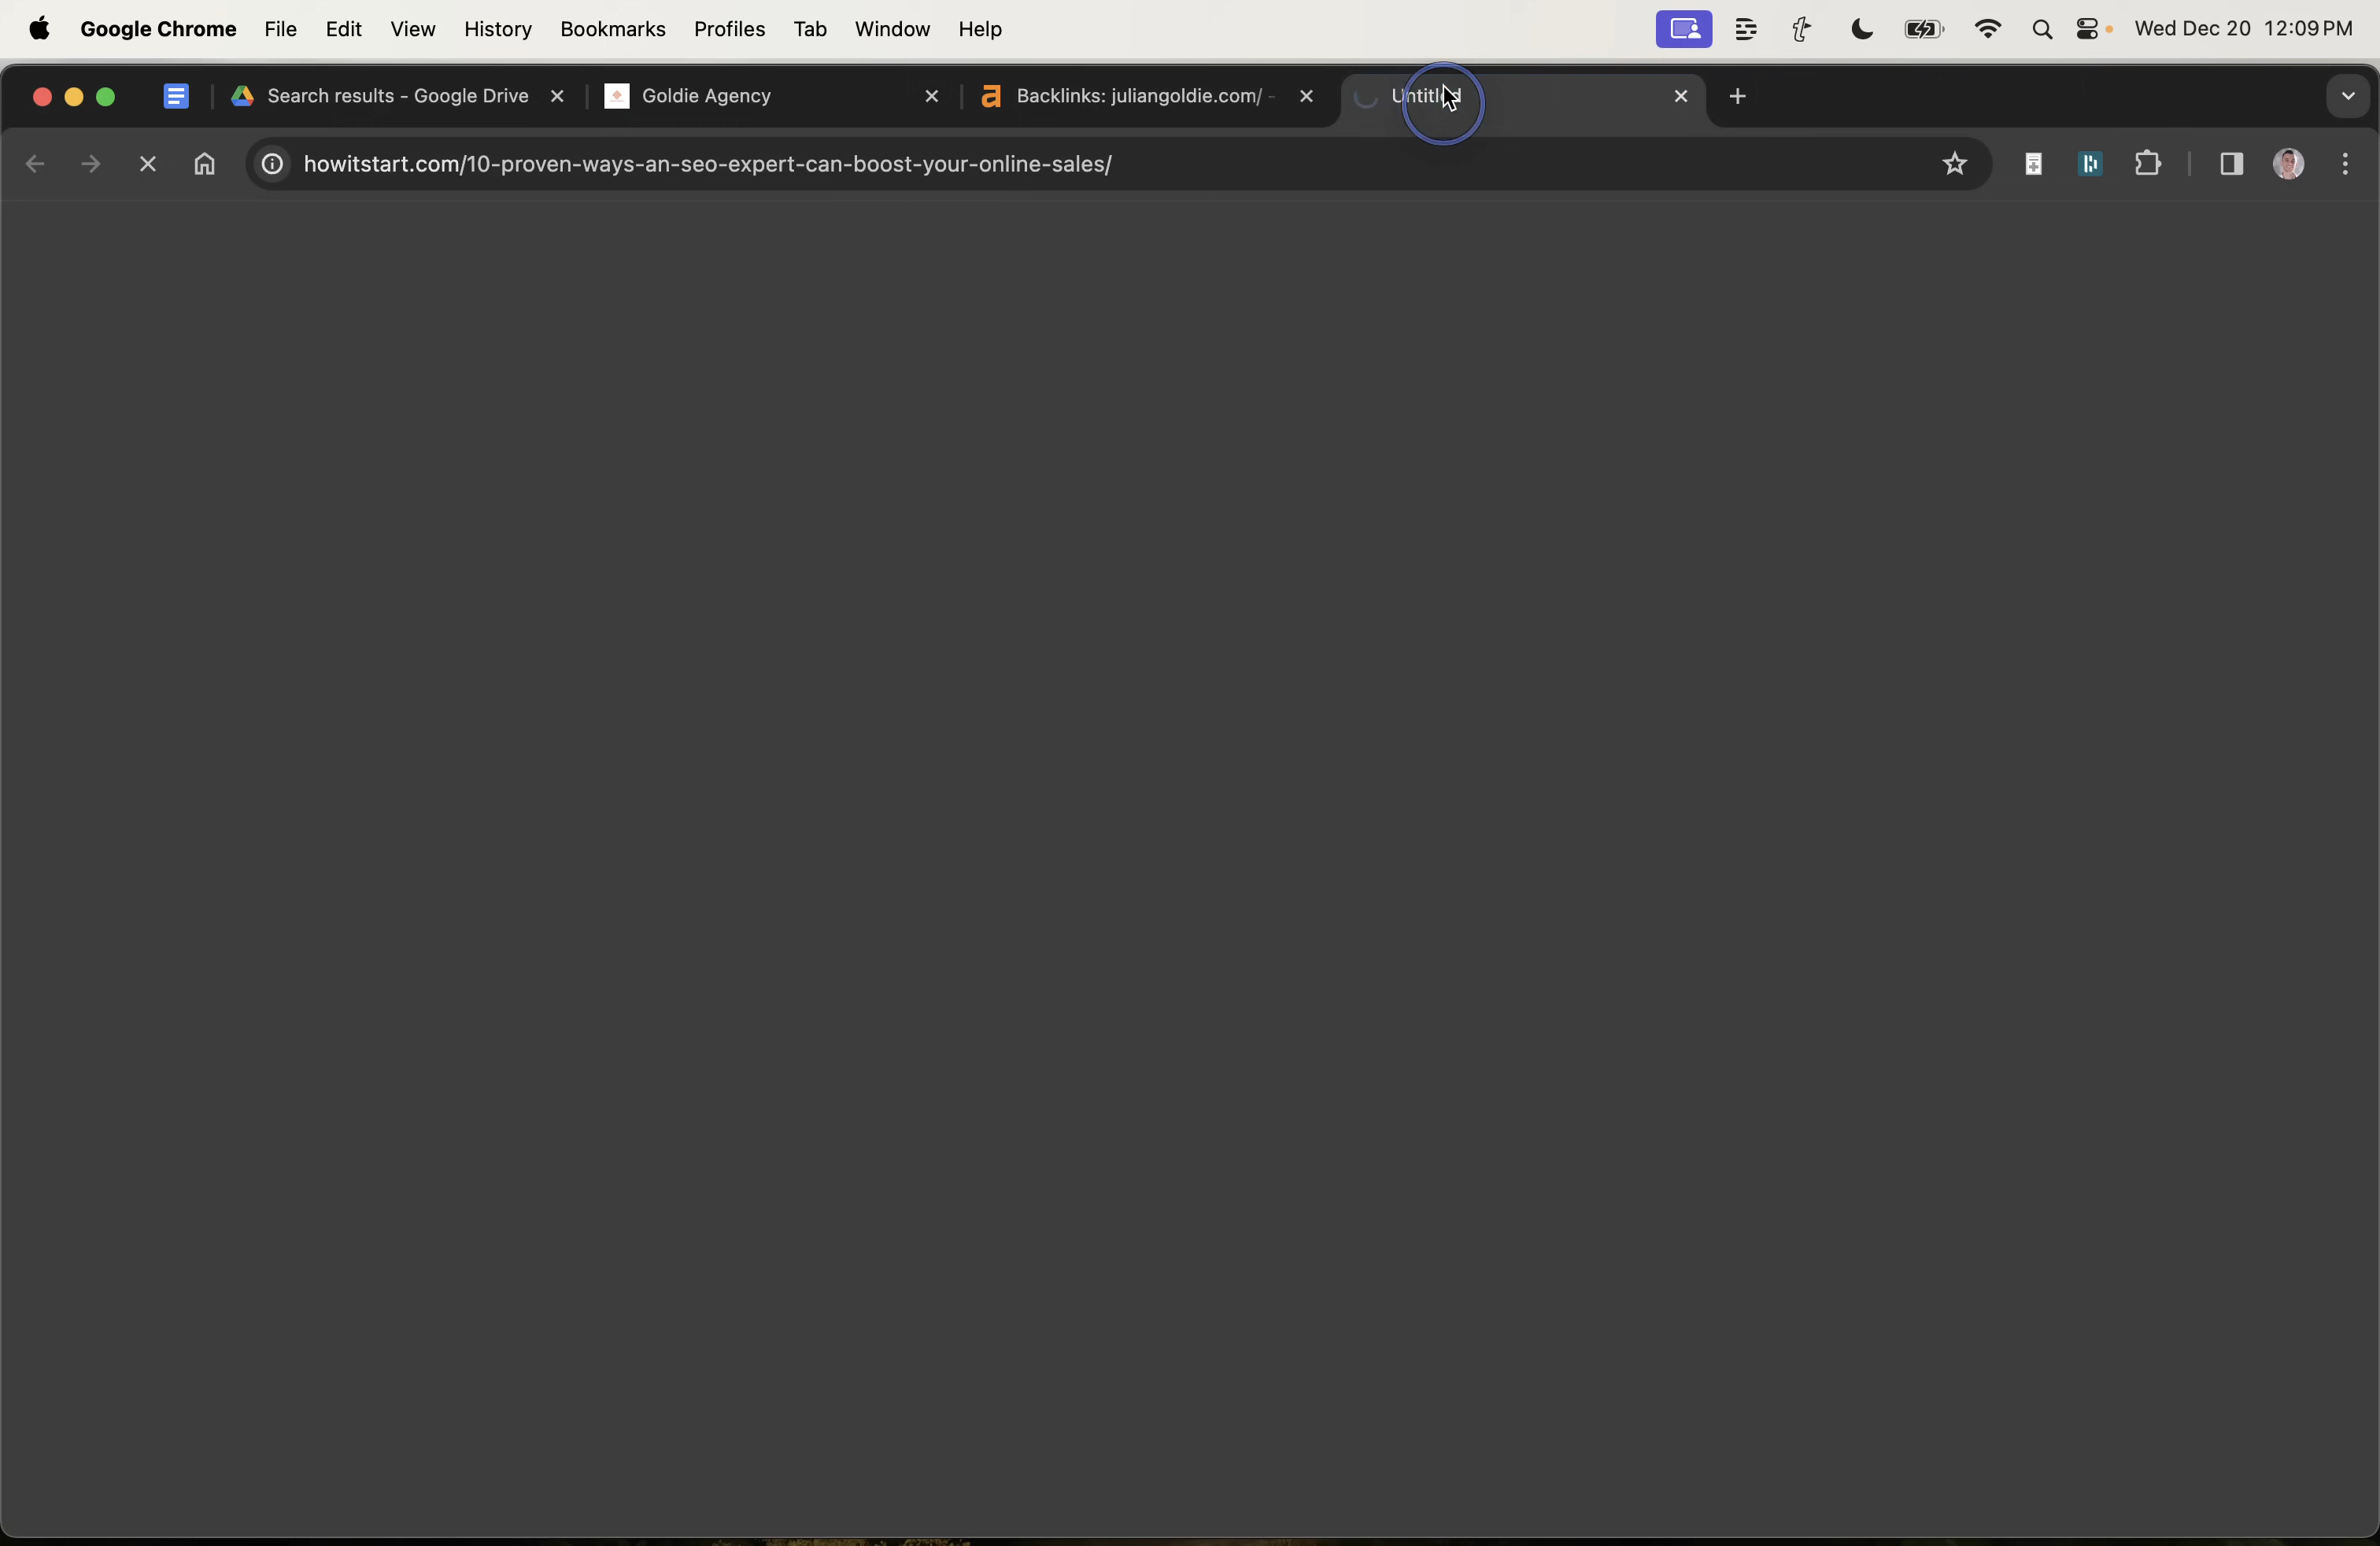 Google Chrome File Edit View History Bookmarks Profiles Tab Window Help Wed Dec 20 12:09 PM
Search results - Google Drive Goldie Agency Backlinks: juliangoldie.com/ - Untitled
howitstart.com/10-proven-ways-an-seo-expert-can-boost-your-online-sales/